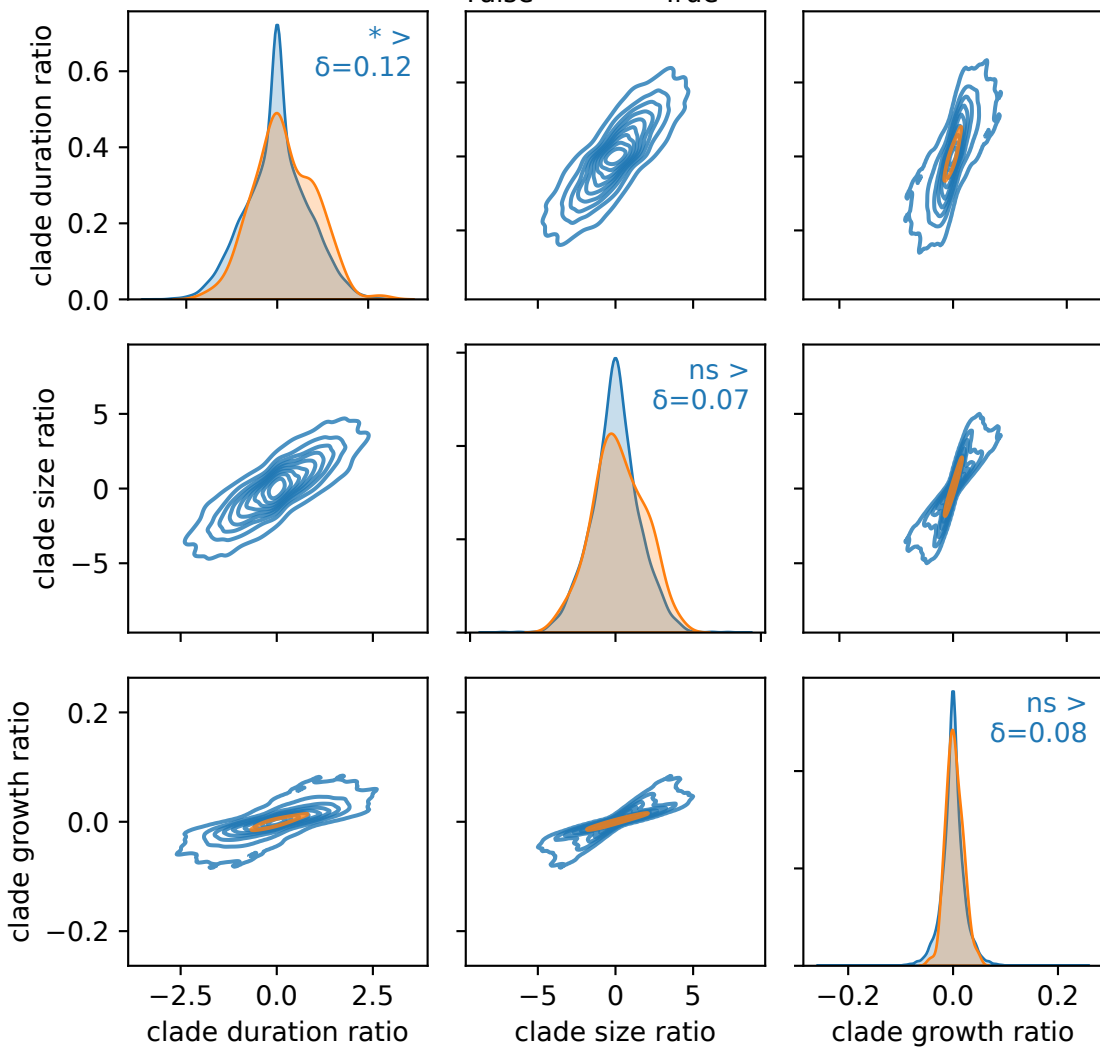 clade duration ratio
0.6
0.4
0.2
0.0
* >
δ=0.12
clade size ratio
5
0
−5
ns >
δ=0.07
clade growth ratio
0.2
0.0
−0.2
ns >
δ=0.08
−2.5 0.0 2.5
−5 0 5
−0.2 0.0 0.2
clade duration ratio
clade size ratio
clade growth ratio